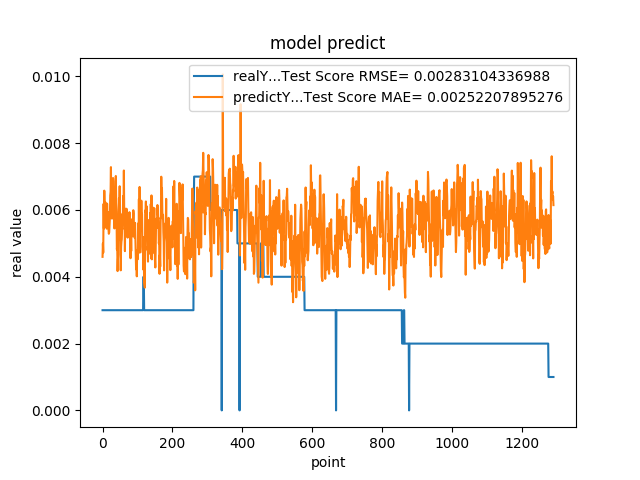 model predict
realY...Test Score RMSE= 0.00283104336988
predictY...Test Score MAE= 0.00252207895276
0.010
0.008
0.006
0.004
0.002
0.000
real value
0 200 400 600 800 1000 1200
point